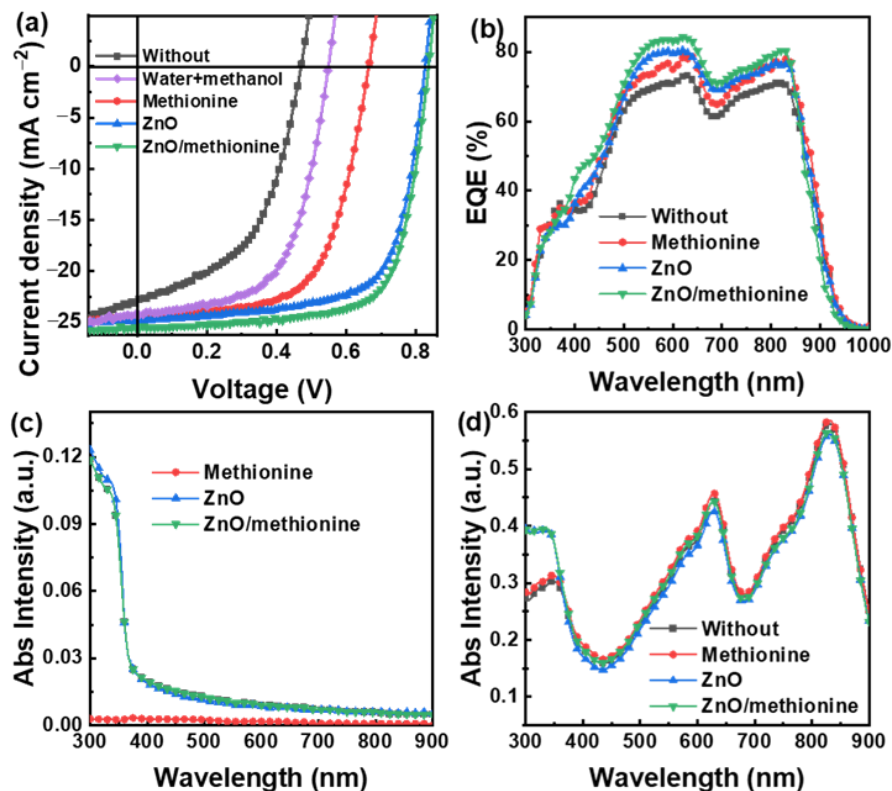 (a)
Without
Water+methanol
Methionine
ZnO
ZnO/methionine
0
−5
−10
−15
−20
−25
0.0 0.2 0.4 0.6 0.8
Current density (mA cm⁻²)
Voltage (V)
(b)
80
60
40
20
0
Without
Methionine
ZnO
ZnO/methionine
300 400 500 600 700 800 900 1000
EQE (%)
Wavelength (nm)
(c)
0.12
0.09
0.06
0.03
0.00
Methionine
ZnO
ZnO/methionine
300 400 500 600 700 800 900
Abs Intensity (a.u.)
Wavelength (nm)
(d)
0.6
0.5
0.4
0.3
0.2
0.1
Without
Methionine
ZnO
ZnO/methionine
300 400 500 600 700 800 900
Abs Intensity (a.u.)
Wavelength (nm)